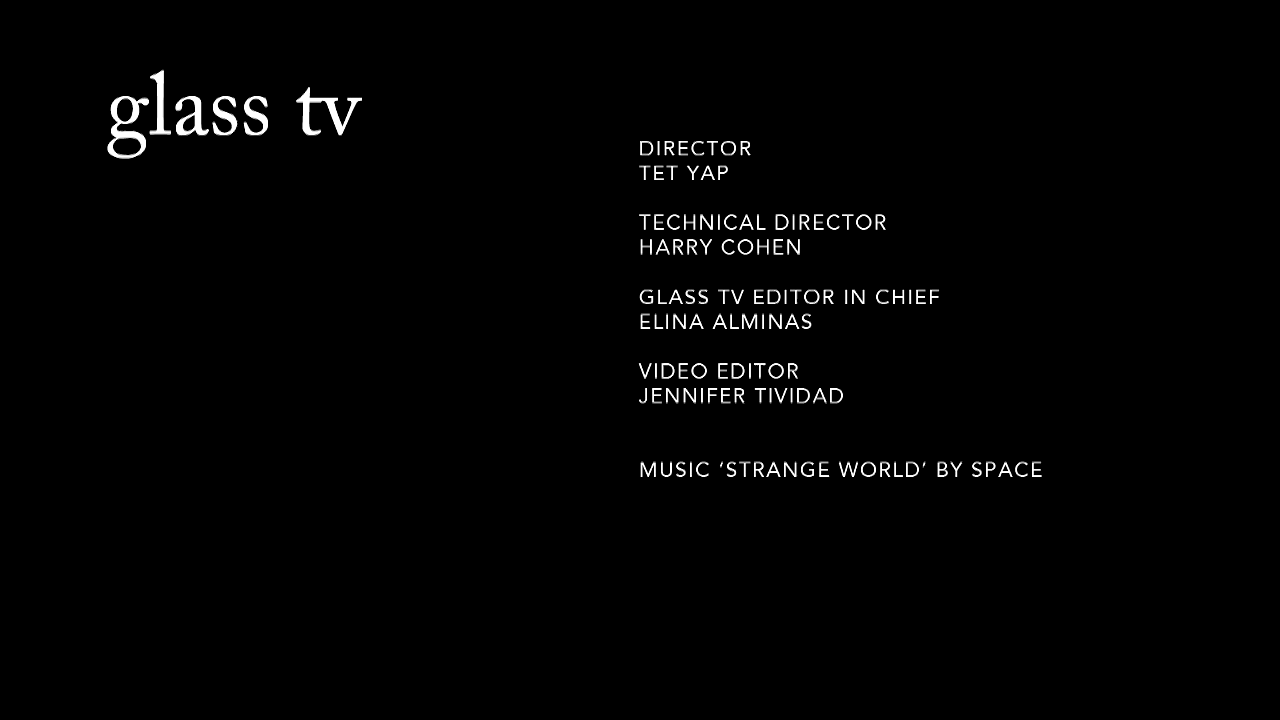 glass tv
DIRECTOR
TET YAP
TECHNICAL DIRECTOR
HARRY COHEN
GLASS TV EDITOR IN CHIEF
ELINA ALMINAS
VIDEO EDITOR
JENNIFER TIVIDAD
MUSIC ‘STRANGE WORLD’ BY SPACE